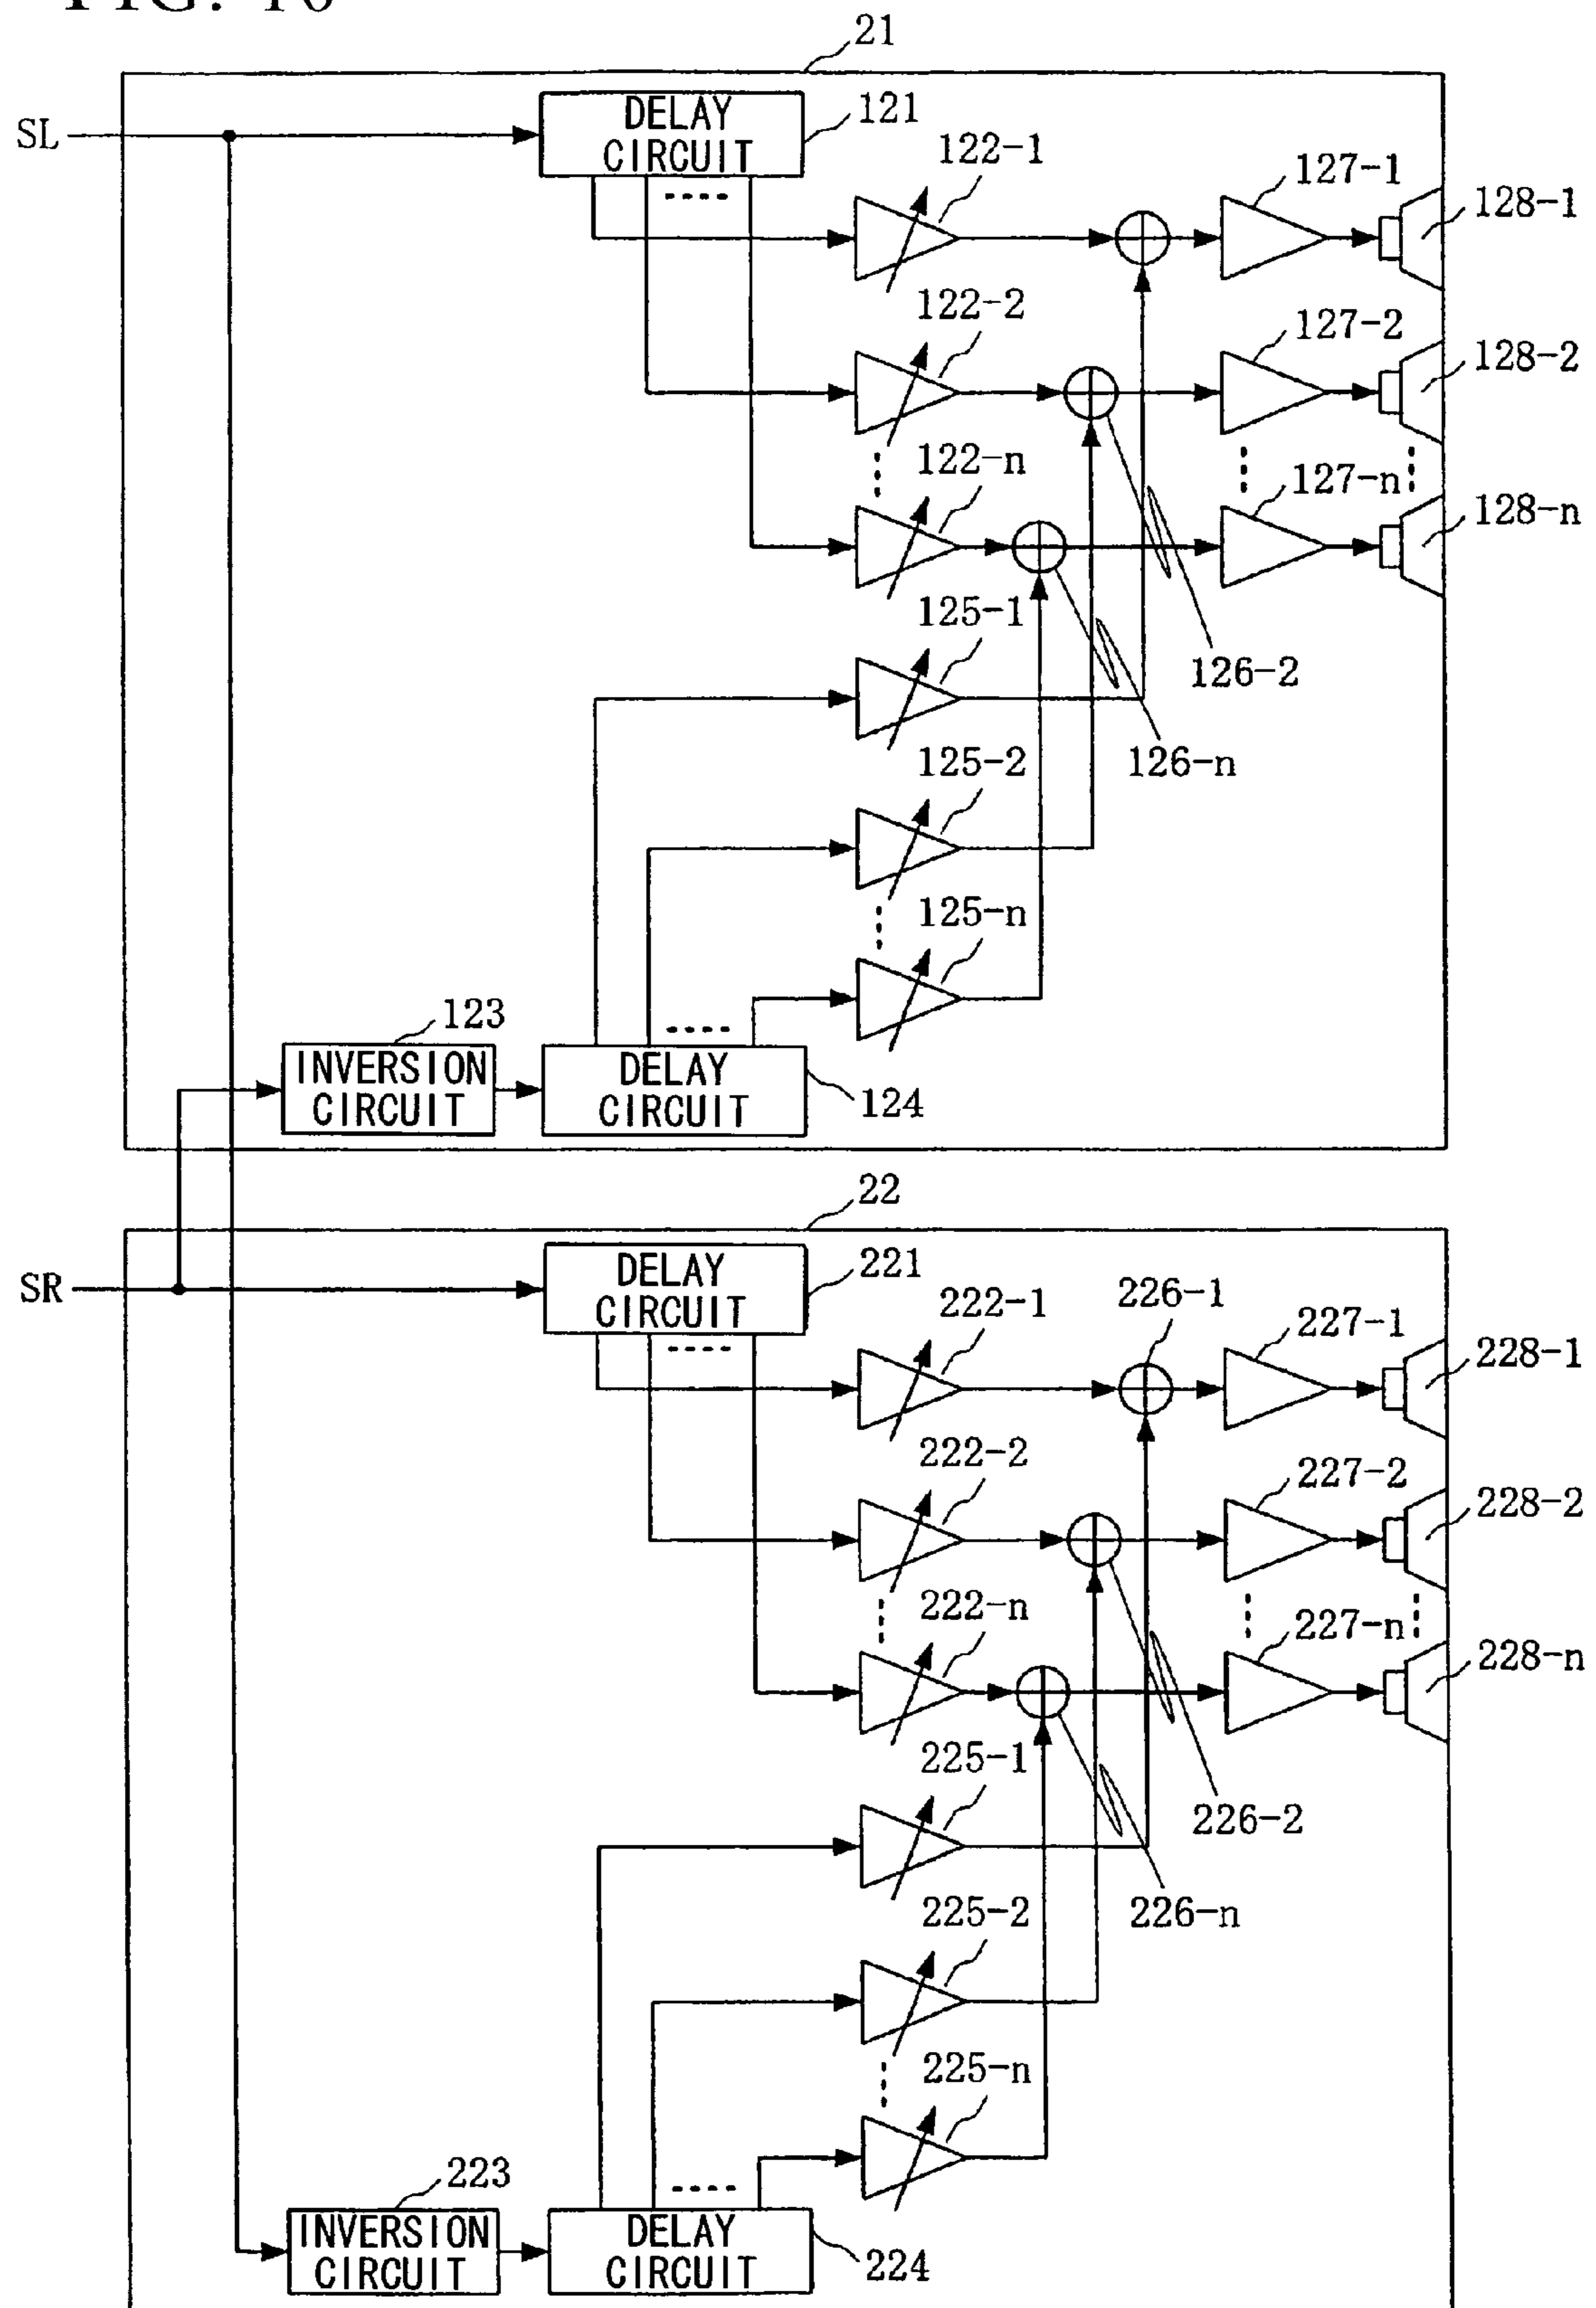 FIG. 10
21
SL
DELAY
CIRCUIT
121
122-1
127-1
128-1
122-2
127-2
128-2
122-n
127-n
128-n
125-1
126-2
125-2
126-n
125-n
123
INVERSION
CIRCUIT
DELAY
CIRCUIT
124
22
SR
DELAY
CIRCUIT
221
222-1
226-1
227-1
228-1
222-2
227-2
228-2
222-n
227-n
228-n
225-1
226-2
225-2
226-n
225-n
223
INVERSION
CIRCUIT
DELAY
CIRCUIT
224